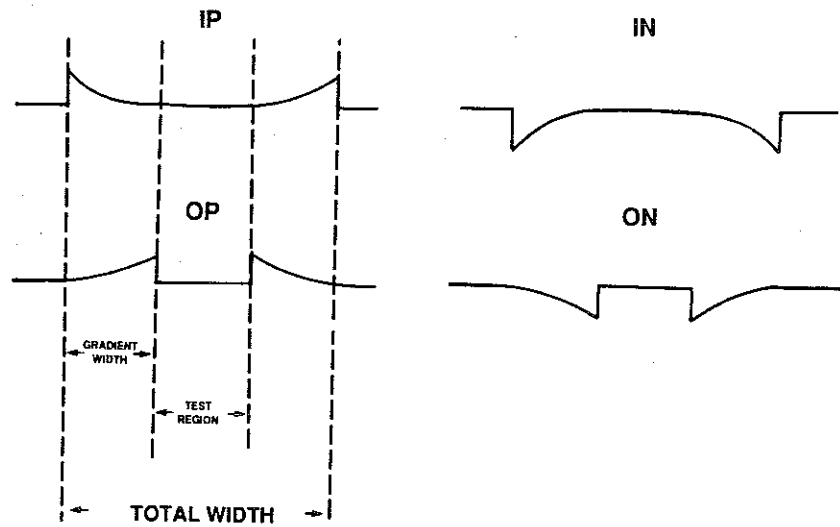 IP
IN
OP
ON
GRADIENT
WIDTH
TEST
REGION
TOTAL WIDTH